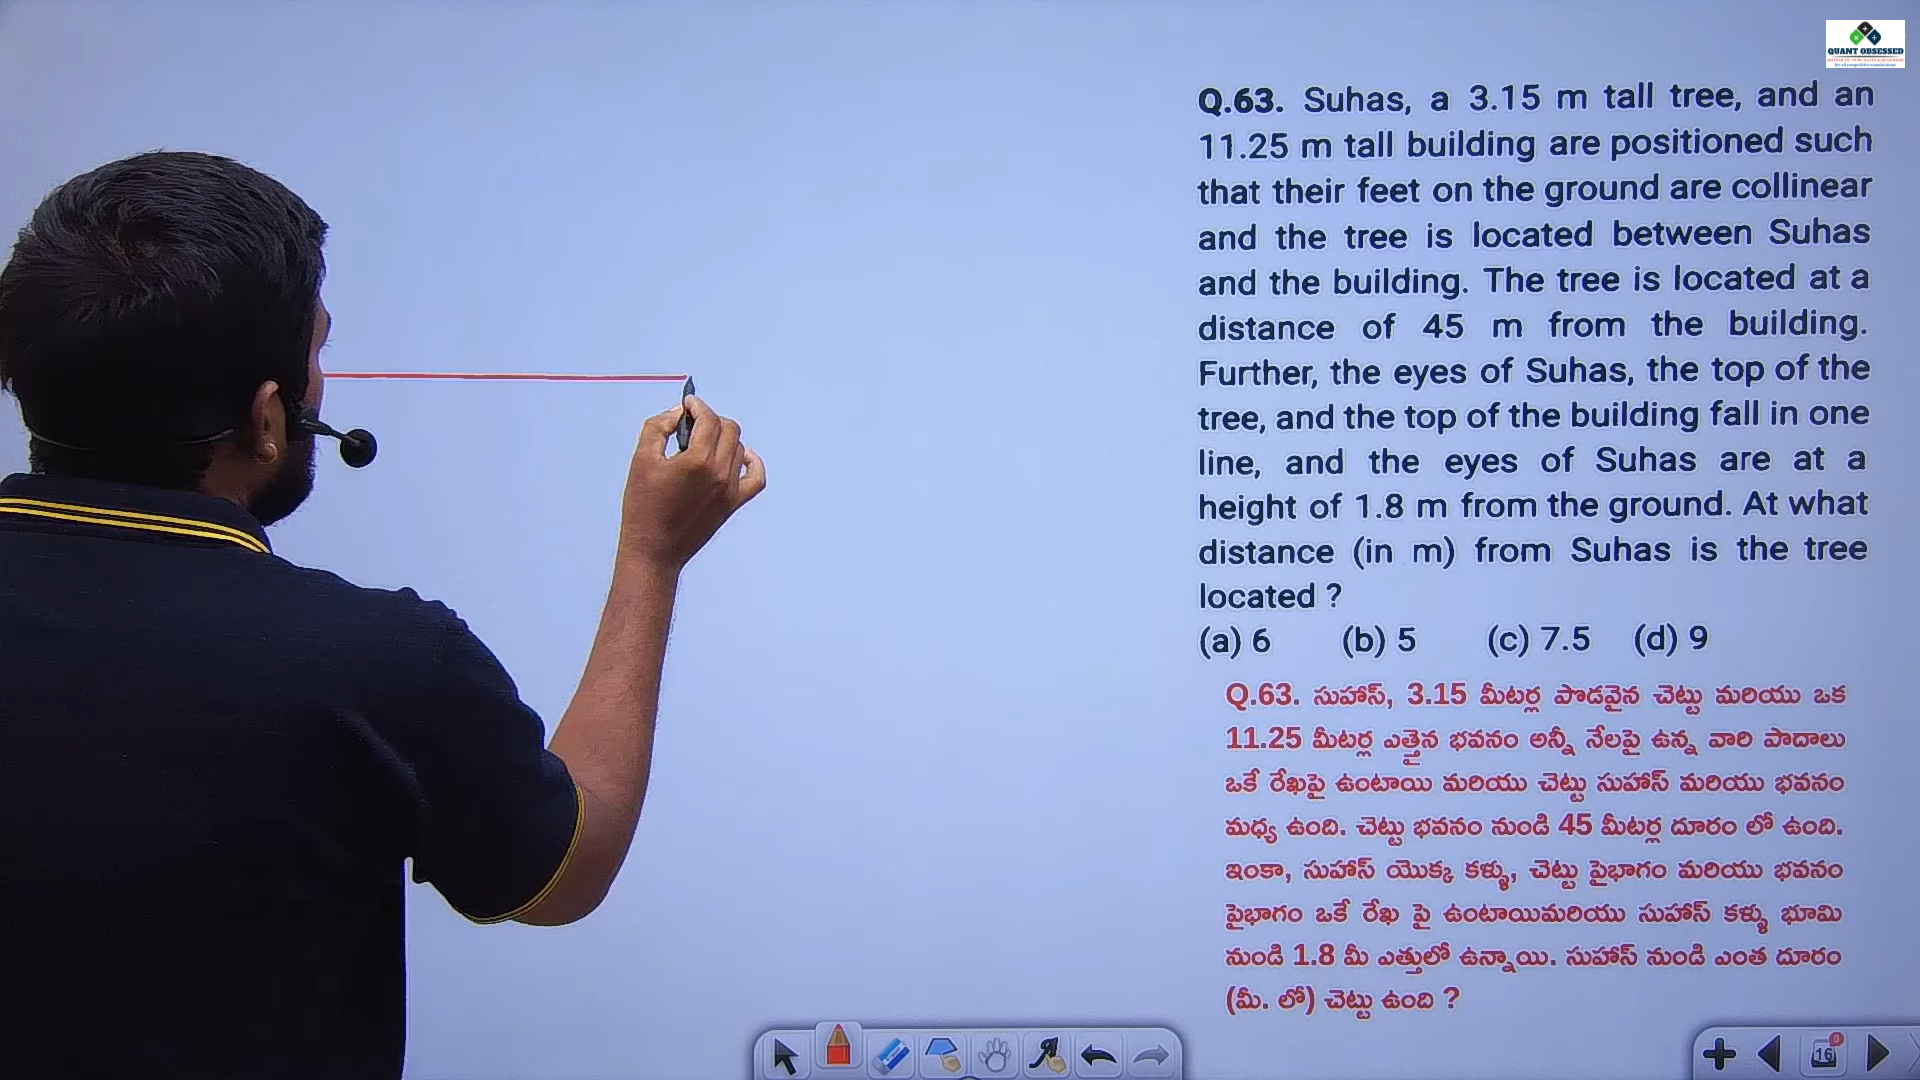 QUANT OBSESSED
Q.63. Suhas, a 3.15 m tall tree, and an
11.25 m tall building are positioned such
that their feet on the ground are collinear
and the tree is located between Suhas
and the building. The tree is located at a
distance of 45 m from the building.
Further, the eyes of Suhas, the top of the
tree, and the top of the building fall in one
line, and the eyes of Suhas are at a
height of 1.8 m from the ground. At what
distance (in m) from Suhas is the tree
located ?
(a) 6 (b) 5 (c) 7.5 (d) 9
Q.63. సుహాస్, 3.15 మీటర్ల పొడవైన చెట్టు మరియు ఒక
11.25 మీటర్ల ఎత్తైన భవనం అన్నీ నేలపై ఉన్న వారి పాదాలు
ఒకే రేఖపై ఉంటాయి మరియు చెట్టు సుహాస్ మరియు భవనం
మధ్య ఉంది. చెట్టు భవనం నుండి 45 మీటర్ల దూరం లో ఉంది.
ఇంకా, సుహాస్ యొక్క కళ్ళు, చెట్టు పైభాగం మరియు భవనం
పైభాగం ఒకే రేఖ పై ఉంటాయిమరియు సుహాస్ కళ్ళు భూమి
నుండి 1.8 మీ ఎత్తులో ఉన్నాయి. సుహాస్ నుండి ఎంత దూరం
(మీ. లో) చెట్టు ఉంది ?
16
0